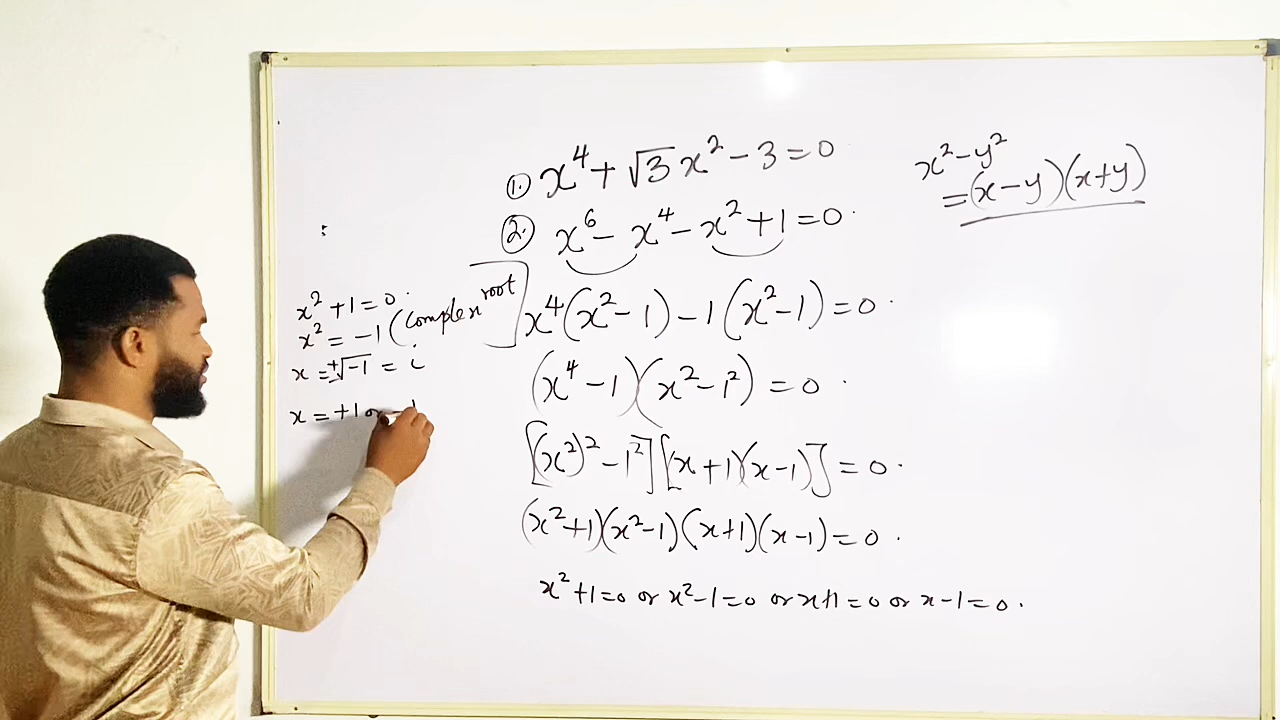 1. x⁴ + √3 x² - 3 = 0
x² - y²
= (x - y)(x + y)
2. x⁶ - x⁴ - x² + 1 = 0.
x⁴(x² - 1) - 1(x² - 1) = 0.
(x⁴ - 1)(x² - 1²) = 0.
[(x²)² - 1²][x + 1)(x - 1)] = 0.
(x² + 1)(x² - 1)(x + 1)(x - 1) = 0.
x² + 1 = 0 or x² - 1 = 0 or x + 1 = 0 or x - 1 = 0.
:
x² + 1 = 0.
x² = -1 (complex root
x = ±√-1 = i
x = +1 or -1